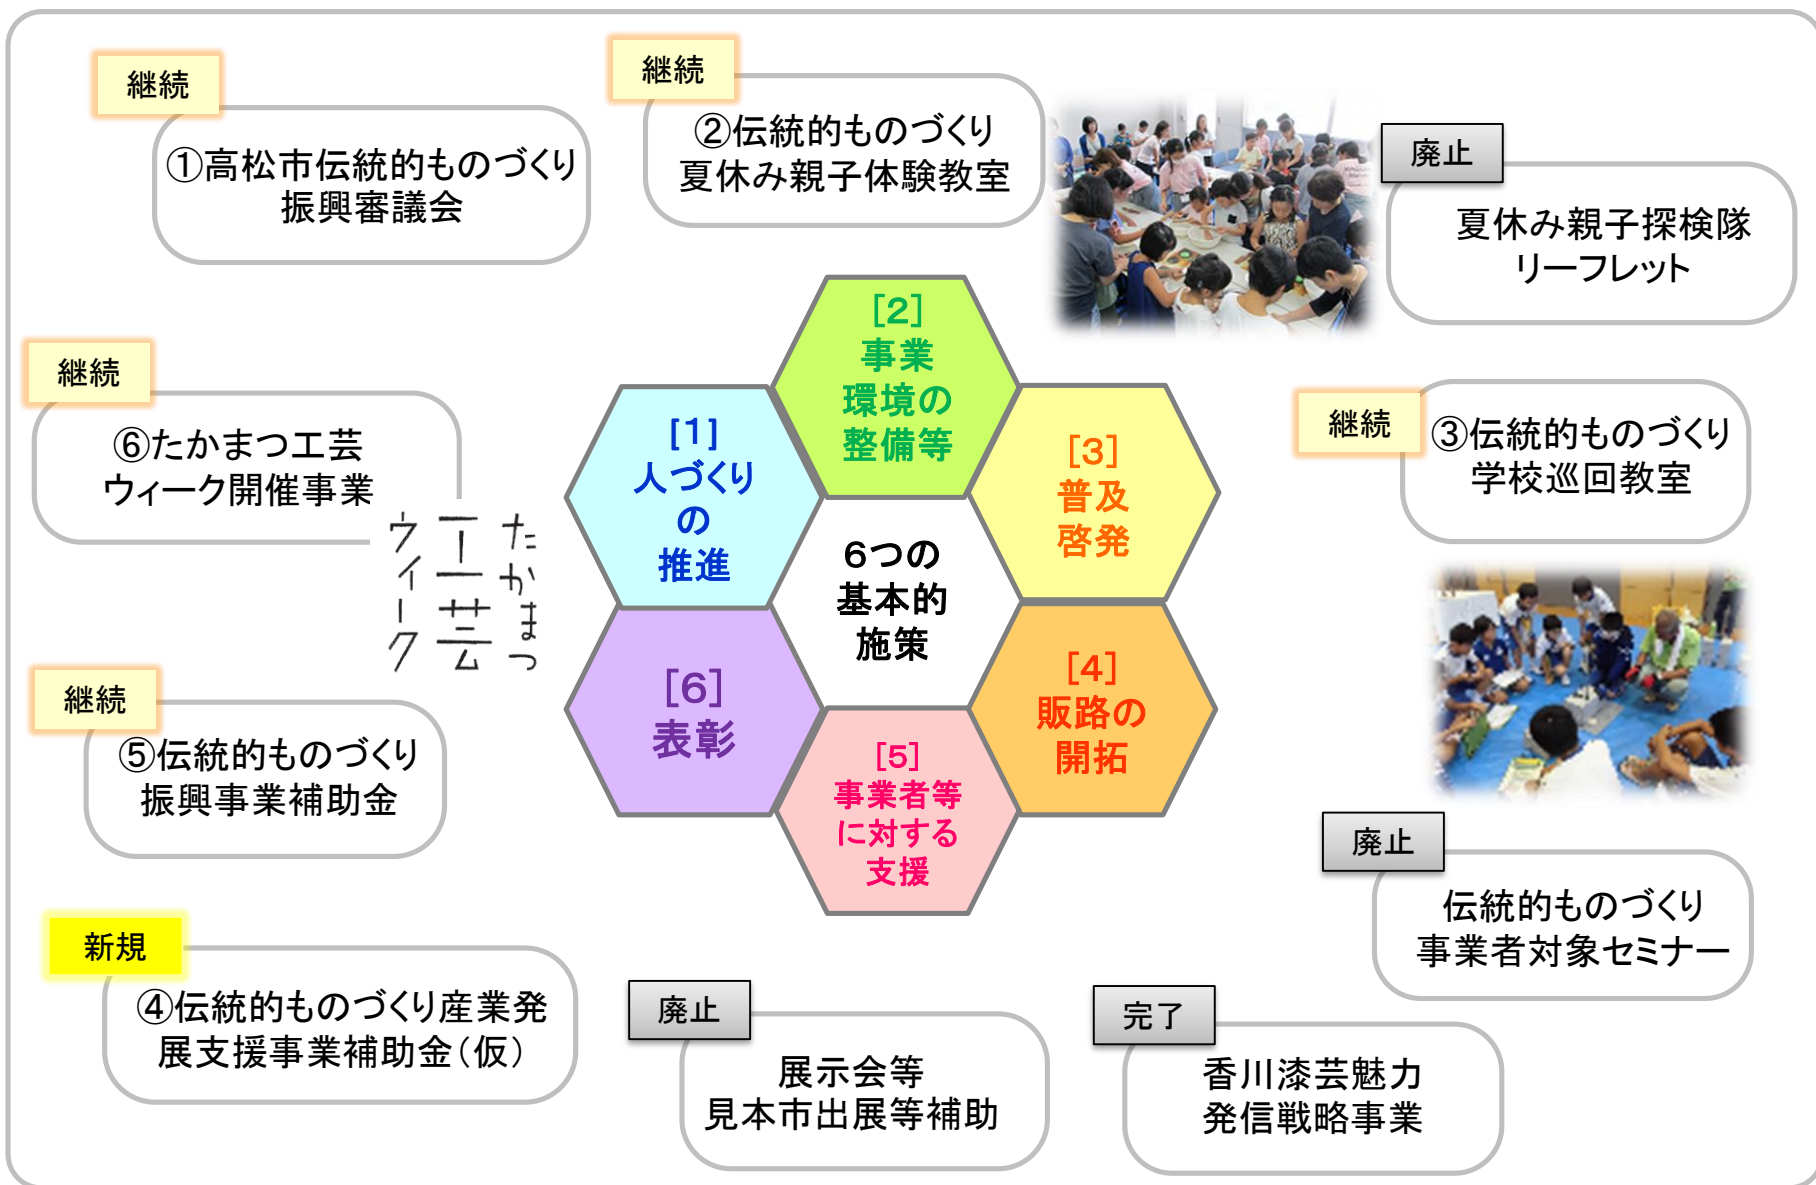 継続
①高松市伝統的ものづくり
振興審議会
継続
②伝統的ものづくり
夏休み親子体験教室
廃止
夏休み親子探検隊
リーフレット
継続
③伝統的ものづくり
学校巡回教室
廃止
伝統的ものづくり
事業者対象セミナー
完了
香川漆芸魅力
発信戦略事業
廃止
展示会等
見本市出展等補助
新規
④伝統的ものづくり産業発
展支援事業補助金(仮)
継続
⑤伝統的ものづくり
振興事業補助金
継続
⑥たかまつ工芸
ウィーク開催事業
たかまつ
工芸
ウィーク
[1]
人づくり
の
推進
[2]
事業
環境の
整備等
[3]
普及
啓発
[4]
販路の
開拓
[5]
事業者等
に対する
支援
[6]
表彰
6つの
基本的
施策